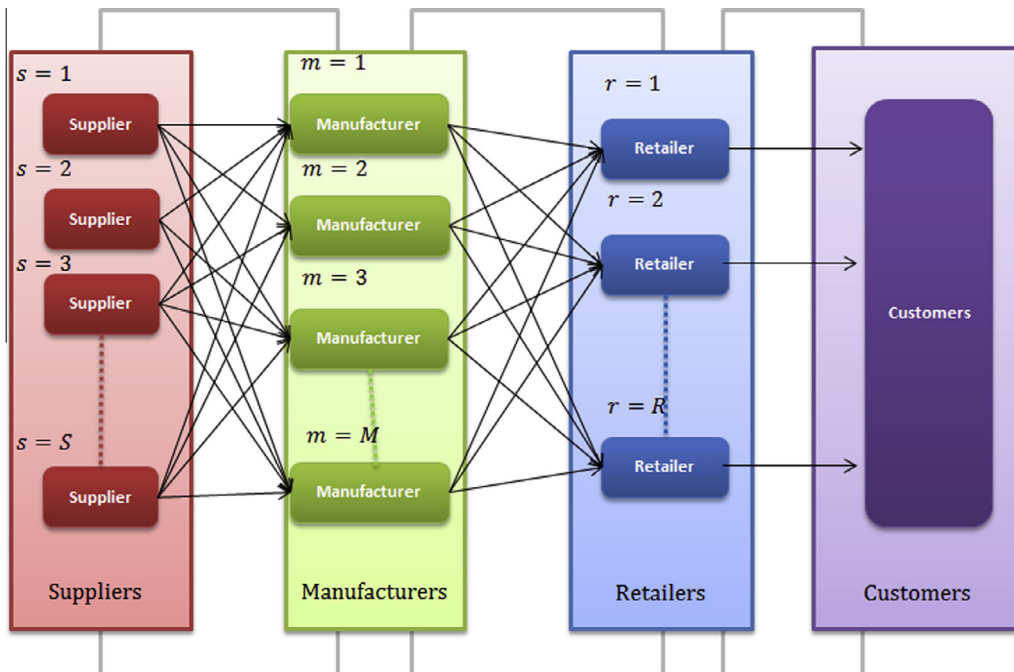 s = 1
Supplier
s = 2
Supplier
s = 3
Supplier
s = S
Supplier
Suppliers
m = 1
Manufacturer
m = 2
Manufacturer
m = 3
Manufacturer
m = M
Manufacturer
Manufacturers
r = 1
Retailer
r = 2
Retailer
r = R
Retailer
Retailers
Customers
Customers